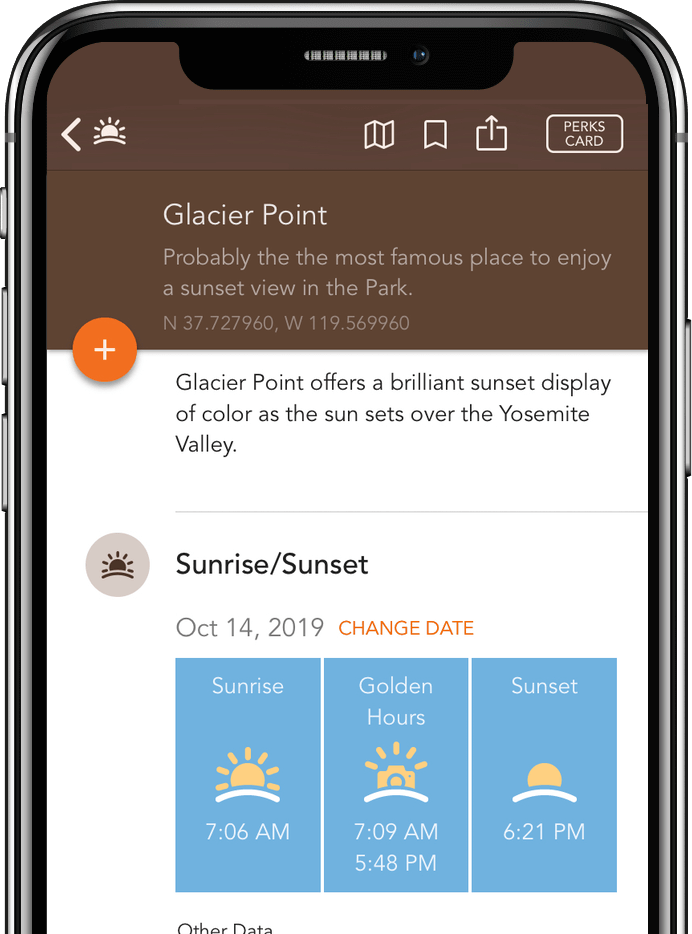 PERKS
CARD
Glacier Point
Probably the the most famous place to enjoy
a sunset view in the Park.
N 37.727960, W 119.569960
Glacier Point offers a brilliant sunset display
of color as the sun sets over the Yosemite
Valley.
Sunrise/Sunset
Oct 14, 2019 CHANGE DATE
Sunrise
Golden
Hours
Sunset
7:06 AM
7:09 AM
5:48 PM
6:21 PM
Other Data